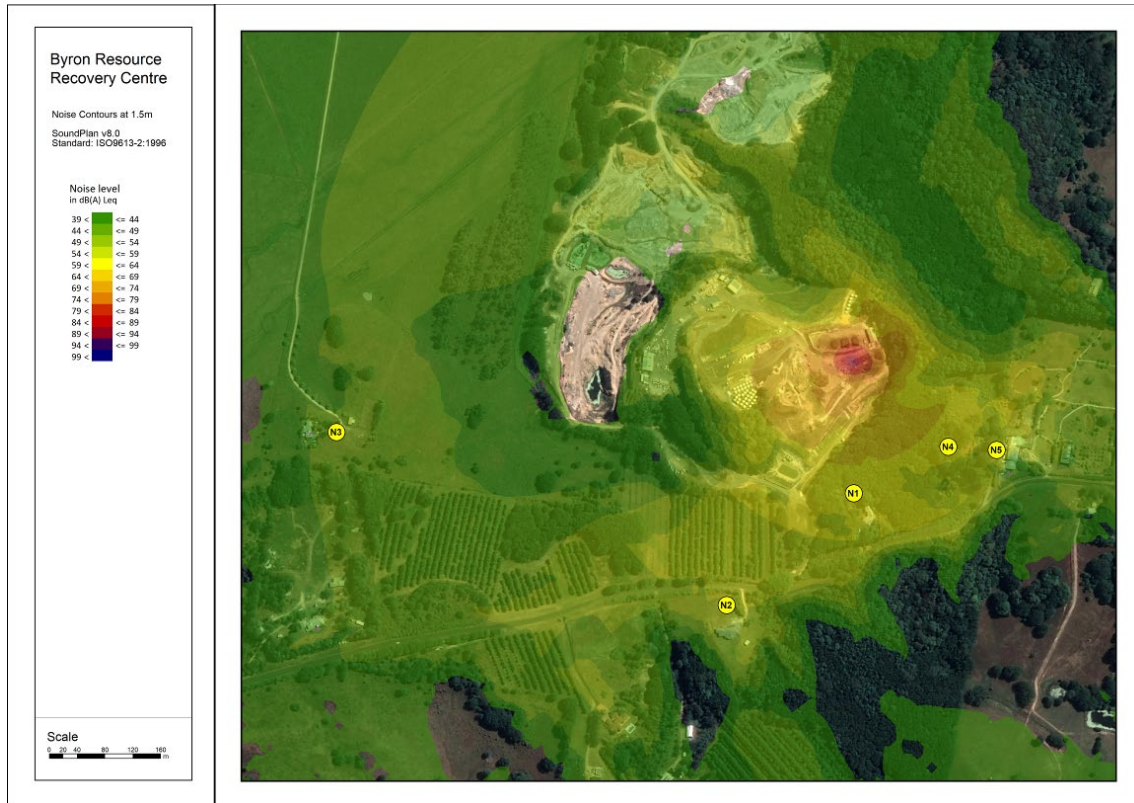 Byron Resource
Recovery Centre
Noise Contours at 1.5m
SoundPlan v8.0
Standard: ISO9613-2:1996
Noise level
in dB(A) Leq
39 < <= 44
44 < <= 49
49 < <= 54
54 < <= 59
59 < <= 64
64 < <= 69
69 < <= 74
74 < <= 79
79 < <= 84
84 < <= 89
89 < <= 94
94 < <= 99
99 <
N3
N4
N5
N1
N2
Scale
0 20 40 80 120 160
m